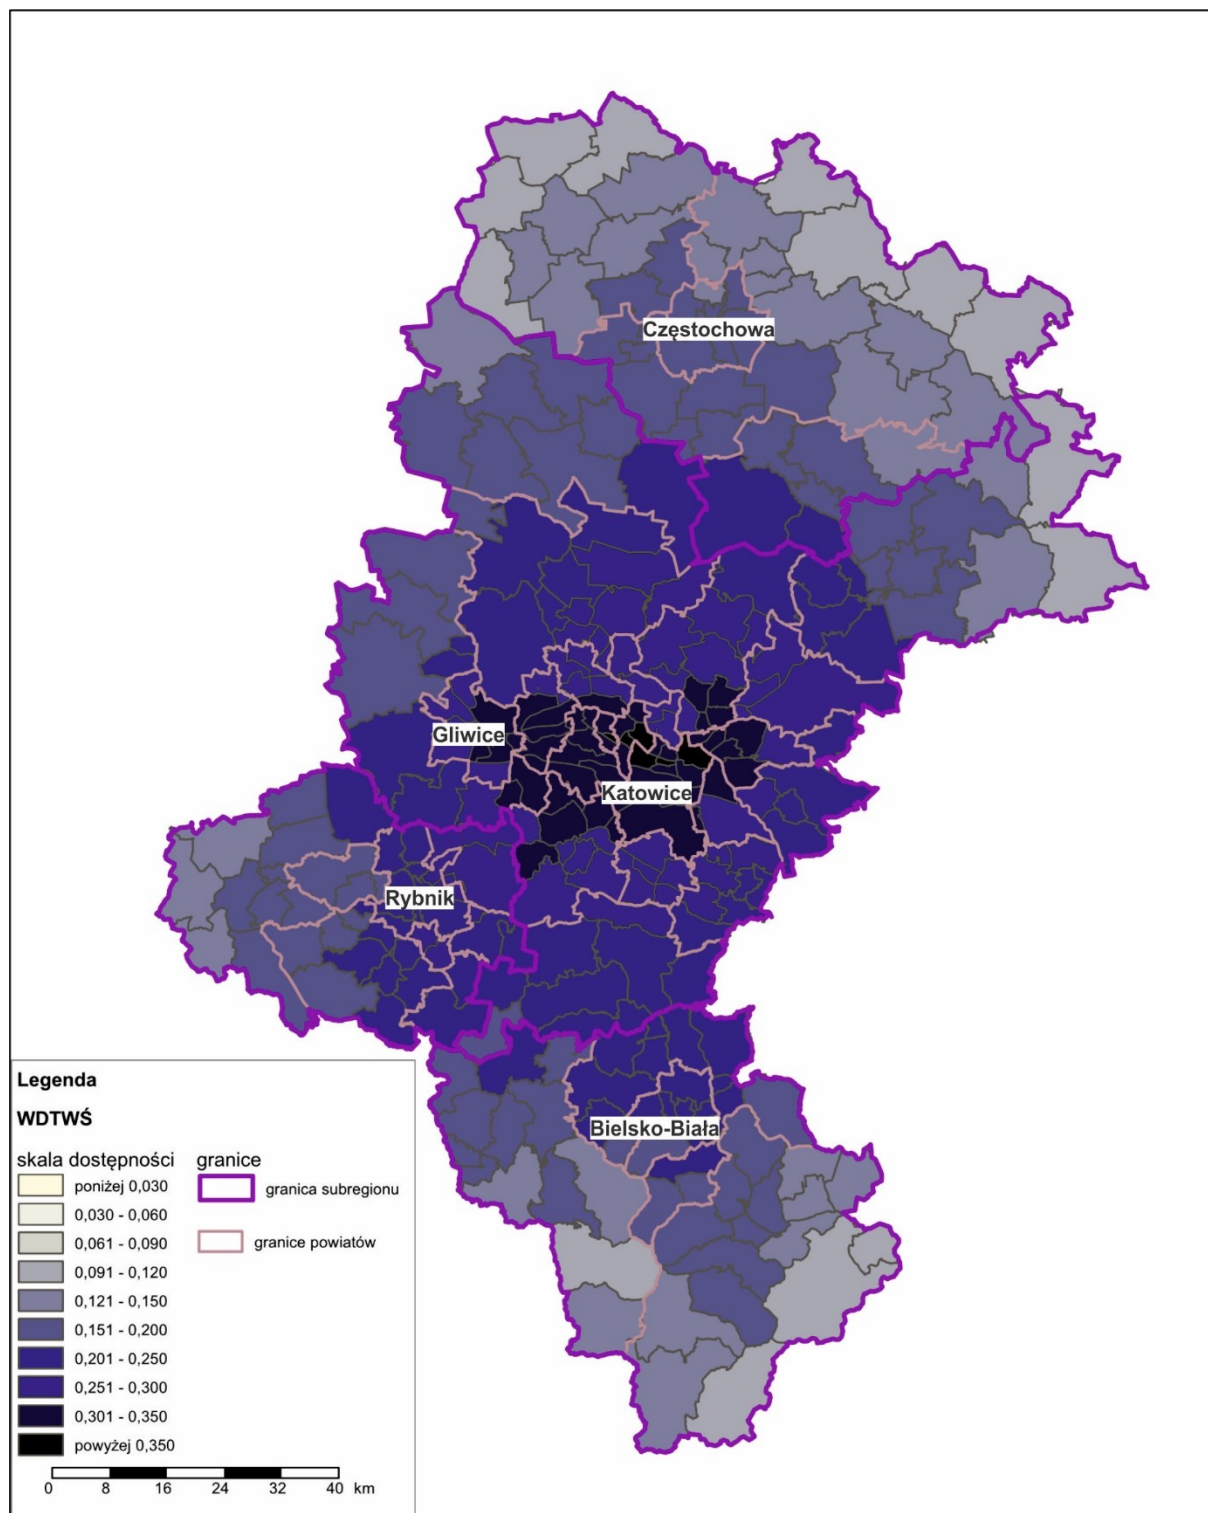 Częstochowa
Gliwice
Katowice
Rybnik
Bielsko-Biała
Legenda
WDTWŚ
skala dostępności granice
poniżej 0,030
0,030 - 0,060
0,061 - 0,090
0,091 - 0,120
0,121 - 0,150
0,151 - 0,200
0,201 - 0,250
0,251 - 0,300
0,301 - 0,350
powyżej 0,350
granica subregionu
granice powiatów
0 8 16 24 32 40 km